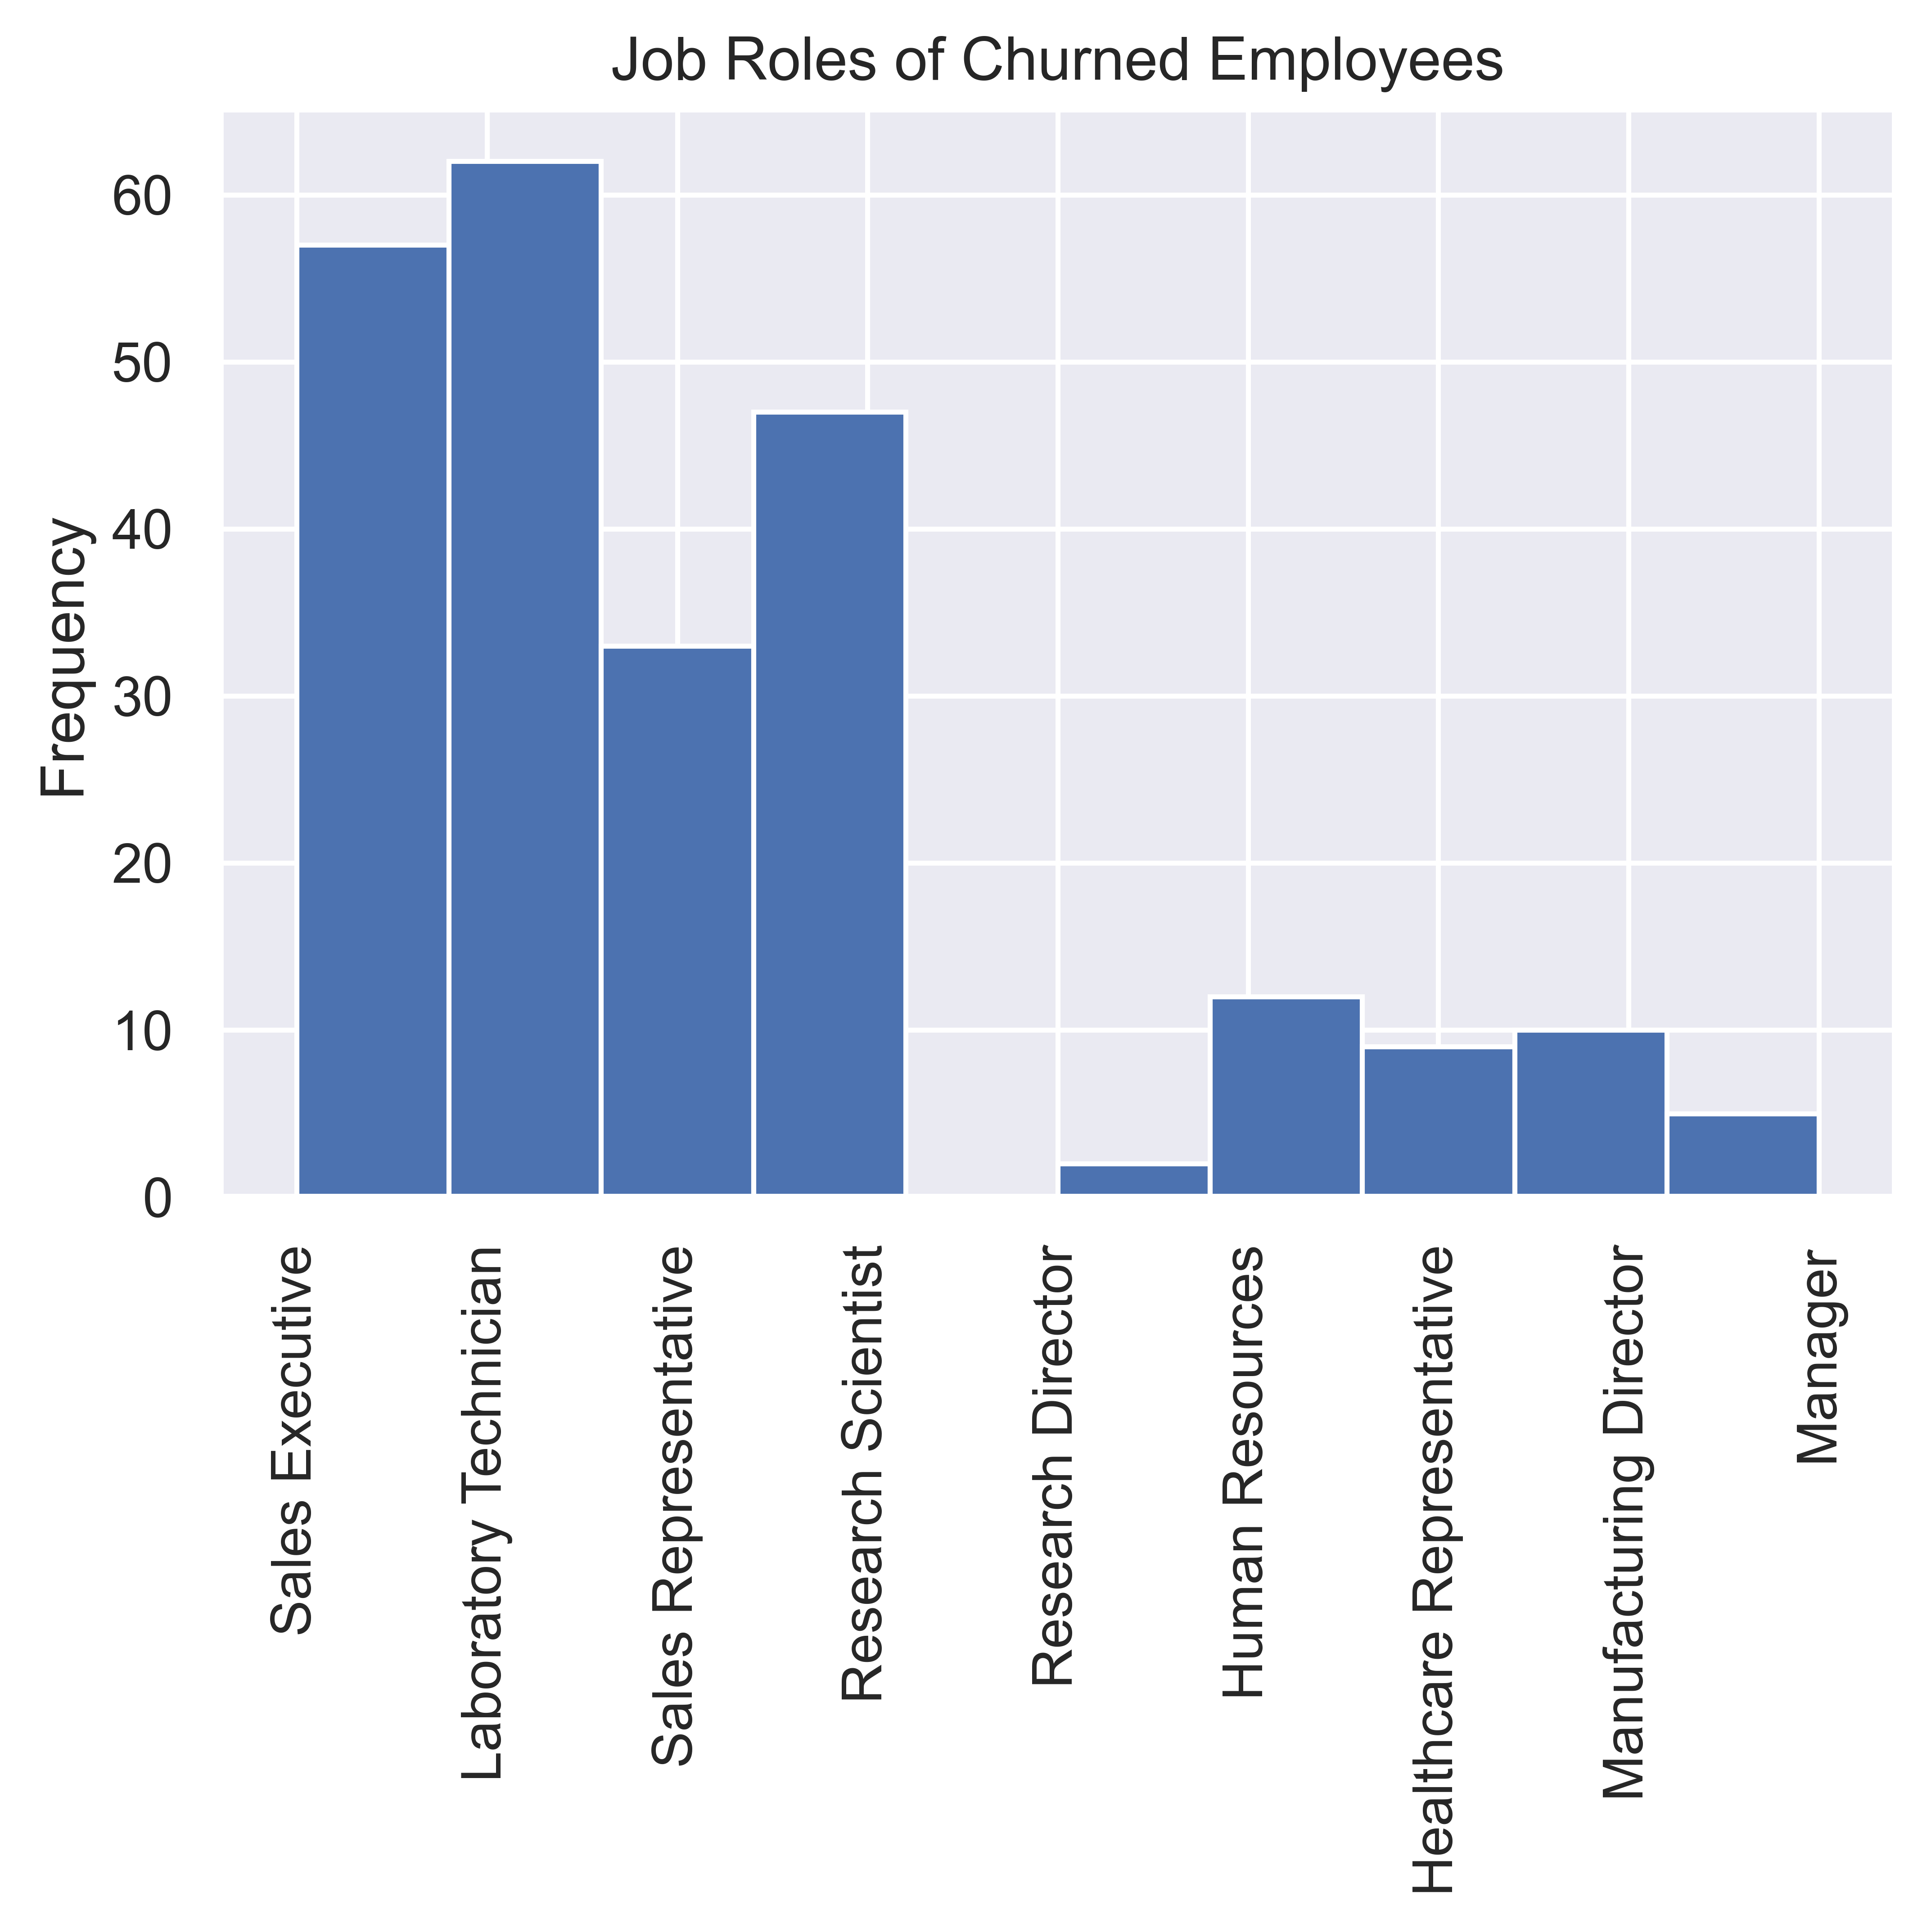 Job Roles of Churned Employees
Frequency
60
50
40
30
20
10
0
Sales Executive
Laboratory Technician
Sales Representative
Research Scientist
Research Director
Human Resources
Healthcare Representative
Manufacturing Director
Manager